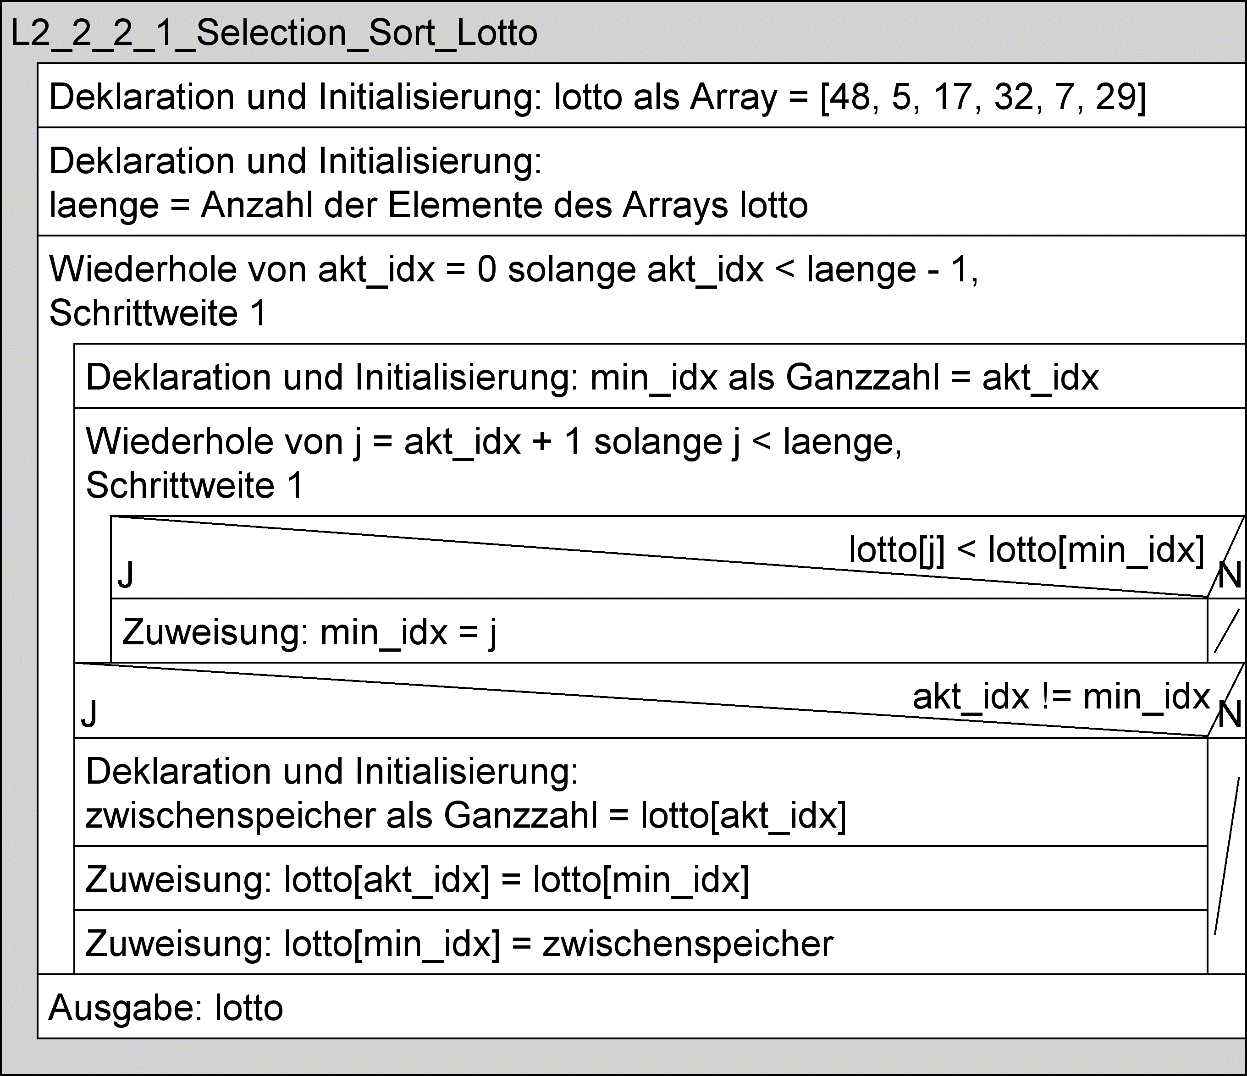 L2_2_2_1_Selection_Sort_Lotto
Deklaration und Initialisierung: lotto als Array = [48, 5, 17, 32, 7, 29]
Deklaration und Initialisierung:
laenge = Anzahl der Elemente des Arrays lotto
Wiederhole von akt_idx = 0 solange akt_idx < laenge - 1,
Schrittweite 1
Deklaration und Initialisierung: min_idx als Ganzzahl = akt_idx
Wiederhole von j = akt_idx + 1 solange j < laenge,
Schrittweite 1
lotto[j] < lotto[min_idx]
J N
Zuweisung: min_idx = j
akt_idx != min_idx
J N
Deklaration und Initialisierung:
zwischenspeicher als Ganzzahl = lotto[akt_idx]
Zuweisung: lotto[akt_idx] = lotto[min_idx]
Zuweisung: lotto[min_idx] = zwischenspeicher
Ausgabe: lotto